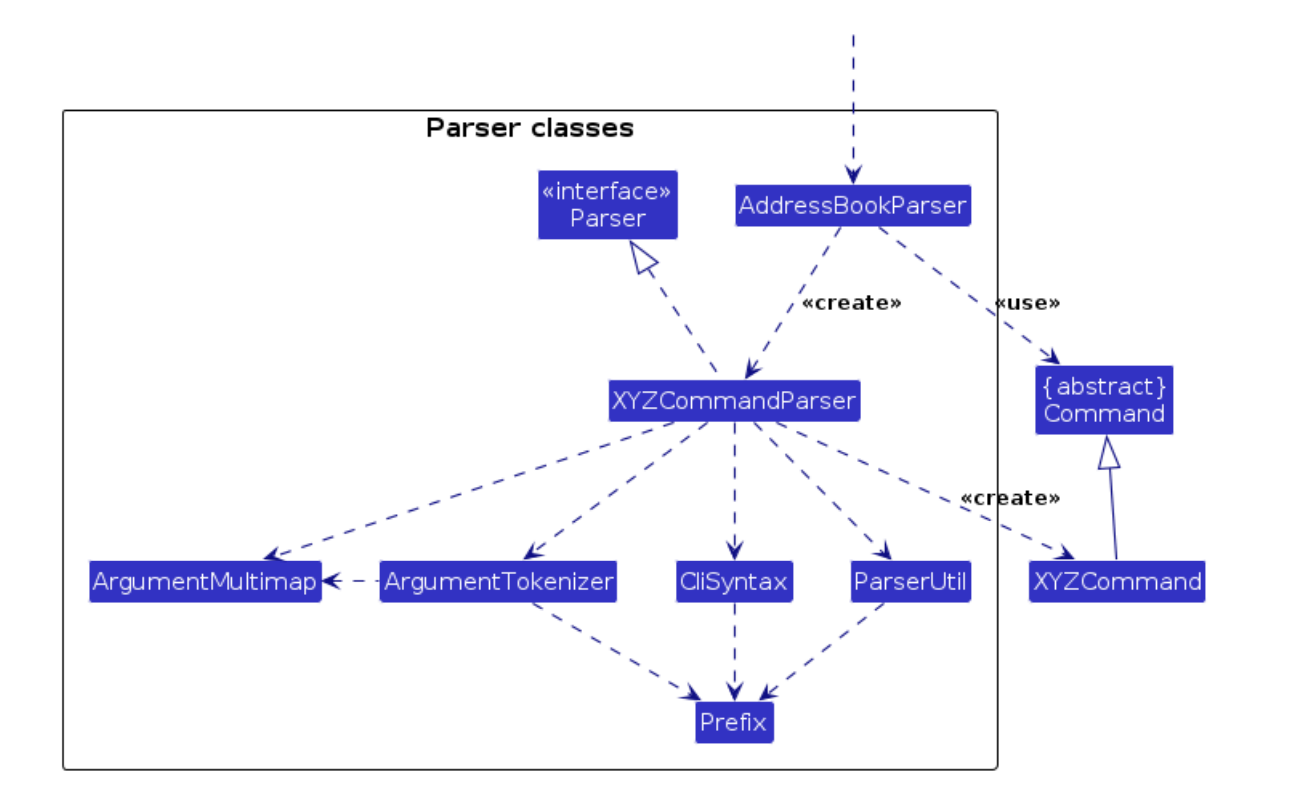 Parser classes
«interface»
Parser
AddressBookParser
«create»
«use»
{abstract}
Command
XYZCommandParser
«create»
ArgumentMultimap
ArgumentTokenizer
CliSyntax
ParserUtil
XYZCommand
Prefix